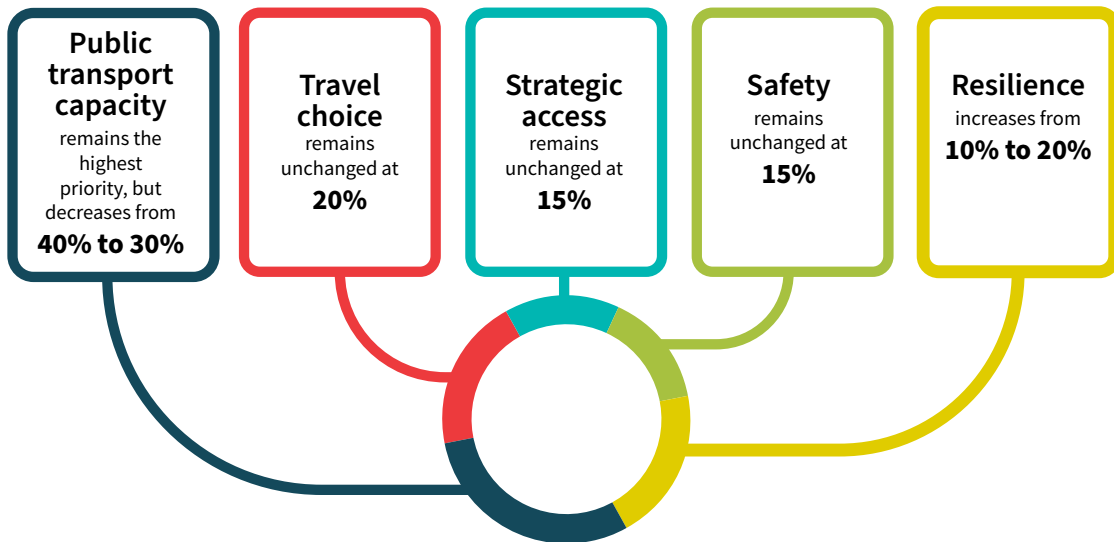 Public
transport
capacity
remains the
highest
priority, but
decreases from
40% to 30%
Travel
choice
remains
unchanged at
20%
Strategic
access
remains
unchanged at
15%
Safety
remains
unchanged at
15%
Resilience
increases from
10% to 20%